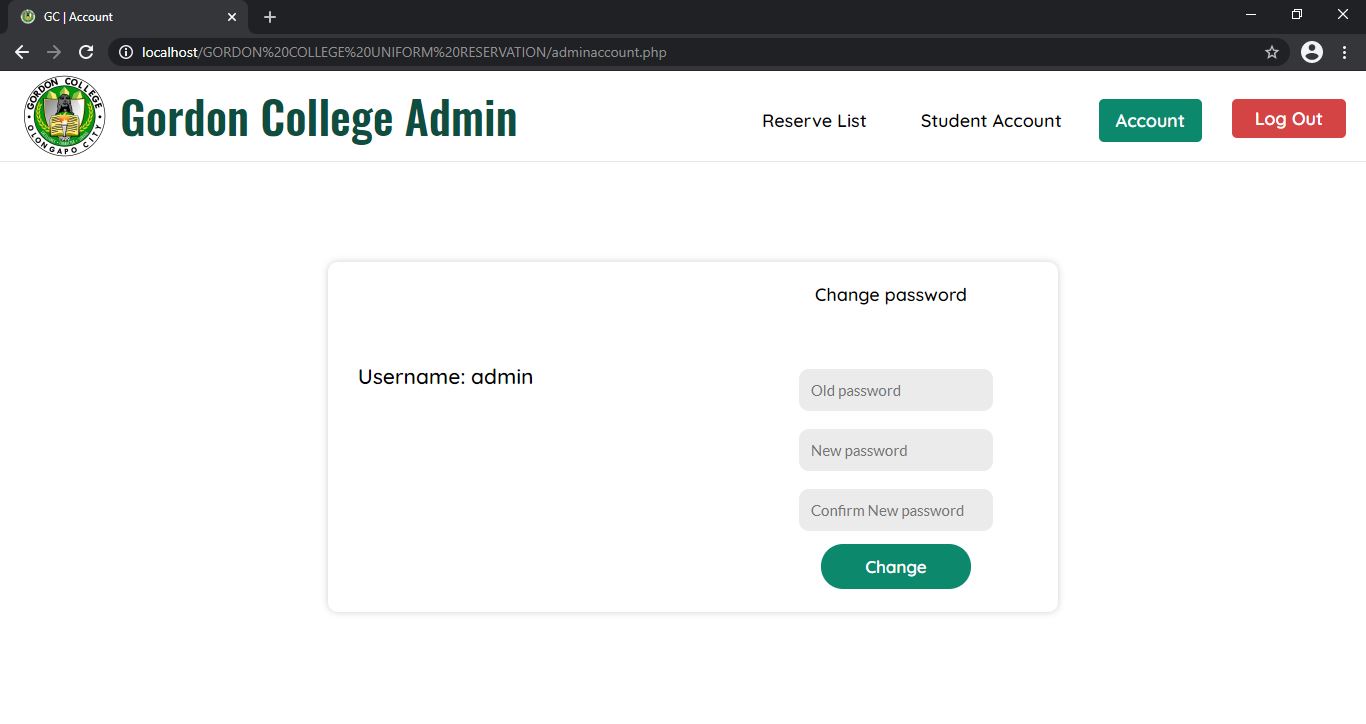 GC | Account
localhost/GORDON%20COLLEGE%20UNIFORM%20RESERVATION/adminaccount.php
GORDON COLLEGE
OLONGAPO CITY
Gordon College Admin
Reserve List
Student Account
Account
Log Out
Change password
Username: admin
Old password
New password
Confirm New password
Change